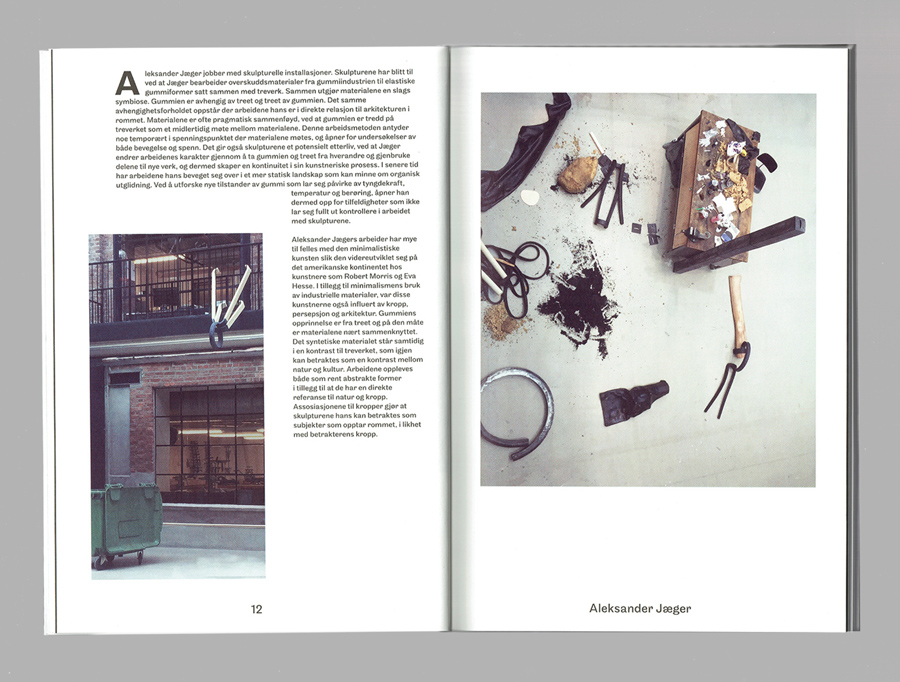 Aleksander Jæger jobber med skulpturelle installasjoner. Skulpturene har blitt til
ved at Jæger bearbeider overskuddsmaterialer fra gummiindustrien til elastiske
gummiformer satt sammen med treverk. Sammen utgjør materialene en slags
symbiose. Gummien er avhengig av treet og treet av gummien. Det samme
avhengighetsforholdet oppstår der arbeidene hans er i direkte relasjon til arkitekturen i
rommet. Materialene er ofte pragmatisk sammenføyd, ved at gummien er tredd på
treverket som et midlertidig møte mellom materialene. Denne arbeidsmetoden antyder
noe temporært i spenningspunktet der materialene møtes, og åpner for undersøkelser av
både bevegelse og spenn. Det gir også skulpturene et potensielt etterliv, ved at Jæger
endrer arbeidenes karakter gjennom å ta gummien og treet fra hverandre og gjenbruke
delene til nye verk, og dermed skaper en kontinuitet i sin kunstneriske prosess. I senere tid
har arbeidene hans beveget seg over i et mer statisk landskap som kan minne om organisk
utglidning. Ved å utforske nye tilstander av gummi som lar seg påvirke av tyngdekraft,
temperatur og berøring, åpner han
dermed opp for tilfeldigheter som ikke
lar seg fullt ut kontrollere i arbeidet
med skulpturene.
Aleksander Jægers arbeider har mye
til felles med den minimalistiske
kunsten slik den videreutviklet seg på
det amerikanske kontinentet hos
kunstnere som Robert Morris og Eva
Hesse. I tillegg til minimalismens bruk
av industrielle materialer, var disse
kunstnerne også influert av kropp,
persepsjon og arkitektur. Gummiens
opprinnelse er fra treet og på den måte
er materialene nært sammenknyttet.
Det syntetiske materialet står samtidig
i en kontrast til treverket, som igjen
kan betraktes som en kontrast mellom
natur og kultur. Arbeidene oppleves
både som rent abstrakte former
i tillegg til at de har en direkte
referanse til natur og kropp.
Assosiasjonene til kropper gjør at
skulpturene hans kan betraktes som
subjekter som opptar rommet, i likhet
med betrakterens kropp.
12
Aleksander Jæger